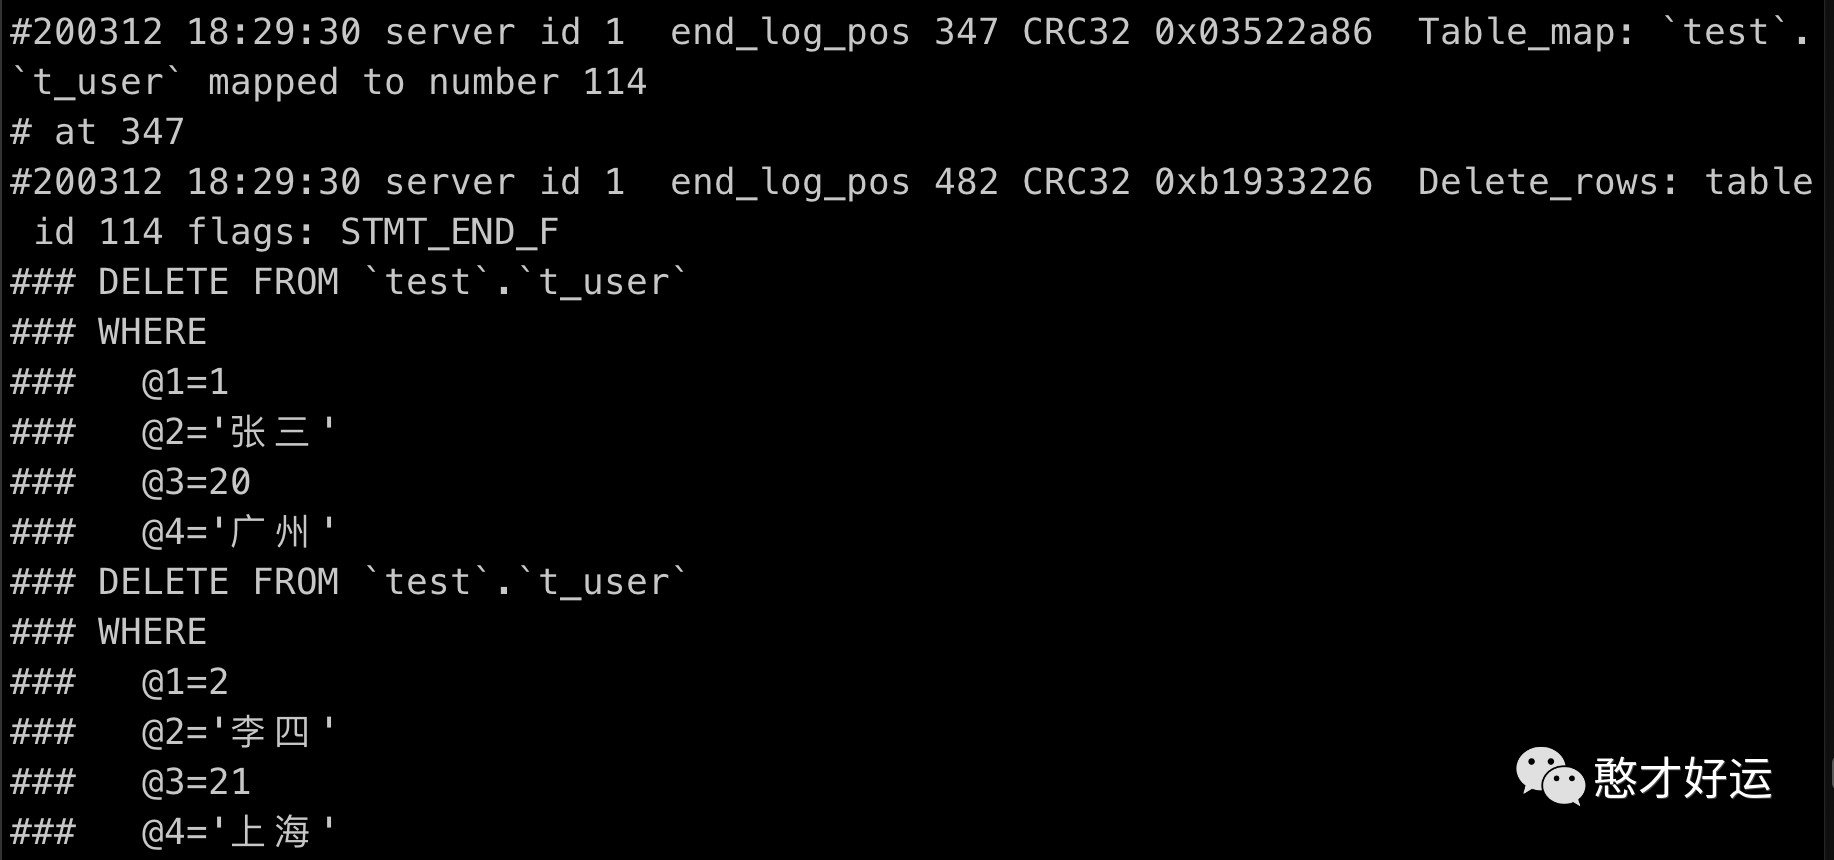 #200312 18:29:30 server id 1  end_log_pos 347 CRC32 0x03522a86  Table_map: `test`.
`t_user` mapped to number 114
# at 347
#200312 18:29:30 server id 1  end_log_pos 482 CRC32 0xb1933226  Delete_rows: table
 id 114 flags: STMT_END_F
### DELETE FROM `test`.`t_user`
### WHERE
###   @1=1
###   @2='张三'
###   @3=20
###   @4='广州'
### DELETE FROM `test`.`t_user`
### WHERE
###   @1=2
###   @2='李四'
###   @3=21
###   @4='上海'
憨才好运